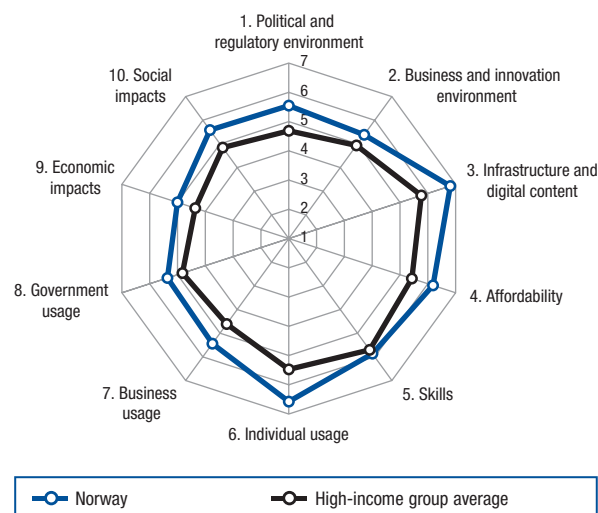 1. Political and
regulatory environment
2. Business and innovation
environment
3. Infrastructure and
digital content
4. Affordability
5. Skills
6. Individual usage
7. Business
usage
8. Government
usage
9. Economic
impacts
10. Social
impacts
7
6
5
4
3
2
1
Norway
High-income group average